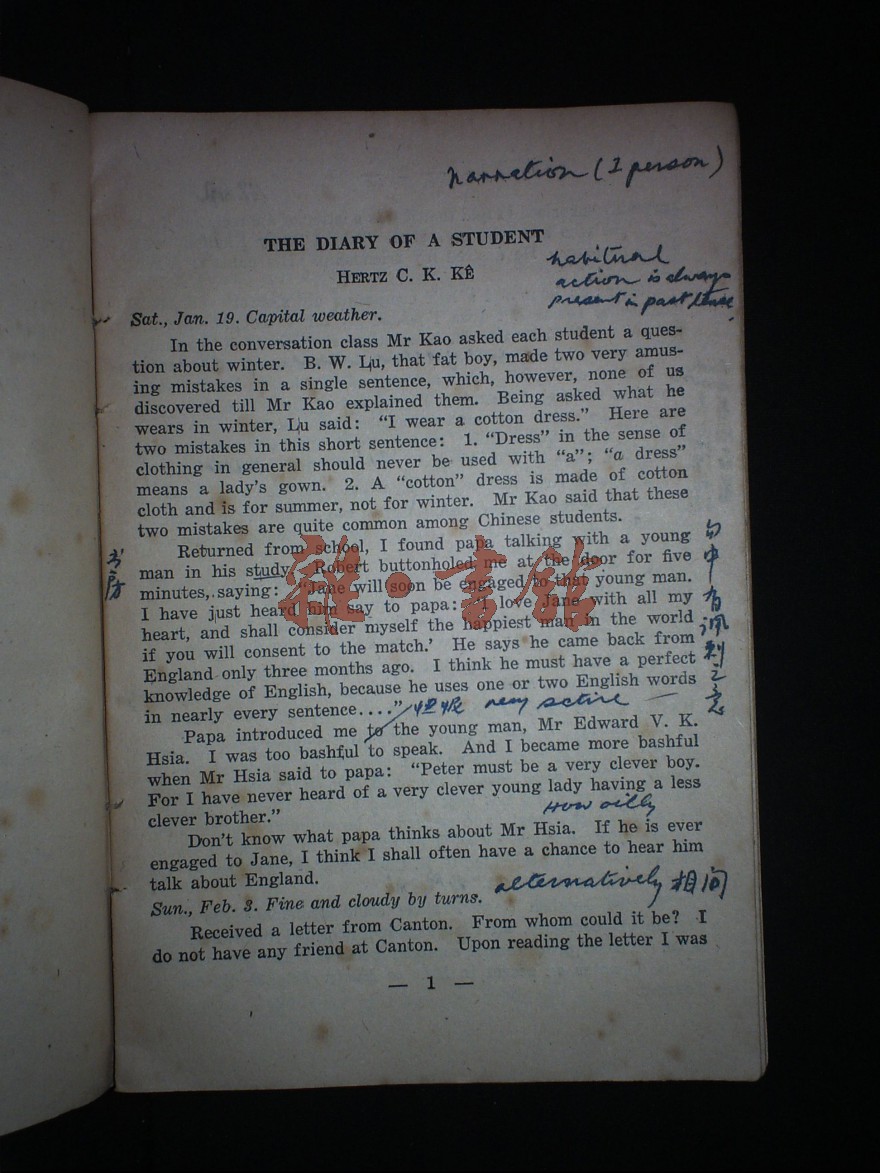 narration (I person)
THE DIARY OF A STUDENT
HERTZ C. K. KÊ
habitural
action is always
present in past tense.
Sat., Jan. 19. Capital weather.
In the conversation class Mr Kao asked each student a ques-
tion about winter. B. W. Lu, that fat boy, made two very amus-
ing mistakes in a single sentence, which, however, none of us
discovered till Mr Kao explained them. Being asked what he
wears in winter, Lu said: "I wear a cotton dress." Here are
two mistakes in this short sentence: 1. "Dress" in the sense of
clothing in general should never be used with "a"; "a dress"
means a lady's gown. 2. A "cotton" dress is made of cotton
cloth and is for summer, not for winter. Mr Kao said that these
two mistakes are quite common among Chinese students.
Returned from school, I found papa talking with a young
man in his study. Robert buttonholed me at the door for five
minutes, saying: "Jane will soon be engaged to that young man.
I have just heard him say to papa: 'I love Jane with all my
heart, and shall consider myself the happiest man in the world
if you will consent to the match.' He says he came back from
England only three months ago. I think he must have a perfect
knowledge of English, because he uses one or two English words
in nearly every sentence...."
书房
句中有讽刺之意
忸怩
very
Papa introduced me to the young man, Mr Edward V. K.
Hsia. I was too bashful to speak. And I became more bashful
when Mr Hsia said to papa: "Peter must be a very clever boy.
For I have never heard of a very clever young lady having a less
clever brother."
How oilly
Don't know what papa thinks about Mr Hsia. If he is ever
engaged to Jane, I think I shall often have a chance to hear him
talk about England.
Sun., Feb. 3. Fine and cloudy by turns.
alternatively 相间
Received a letter from Canton. From whom could it be? I
do not have any friend at Canton. Upon reading the letter I was
— 1 —
雜·書館